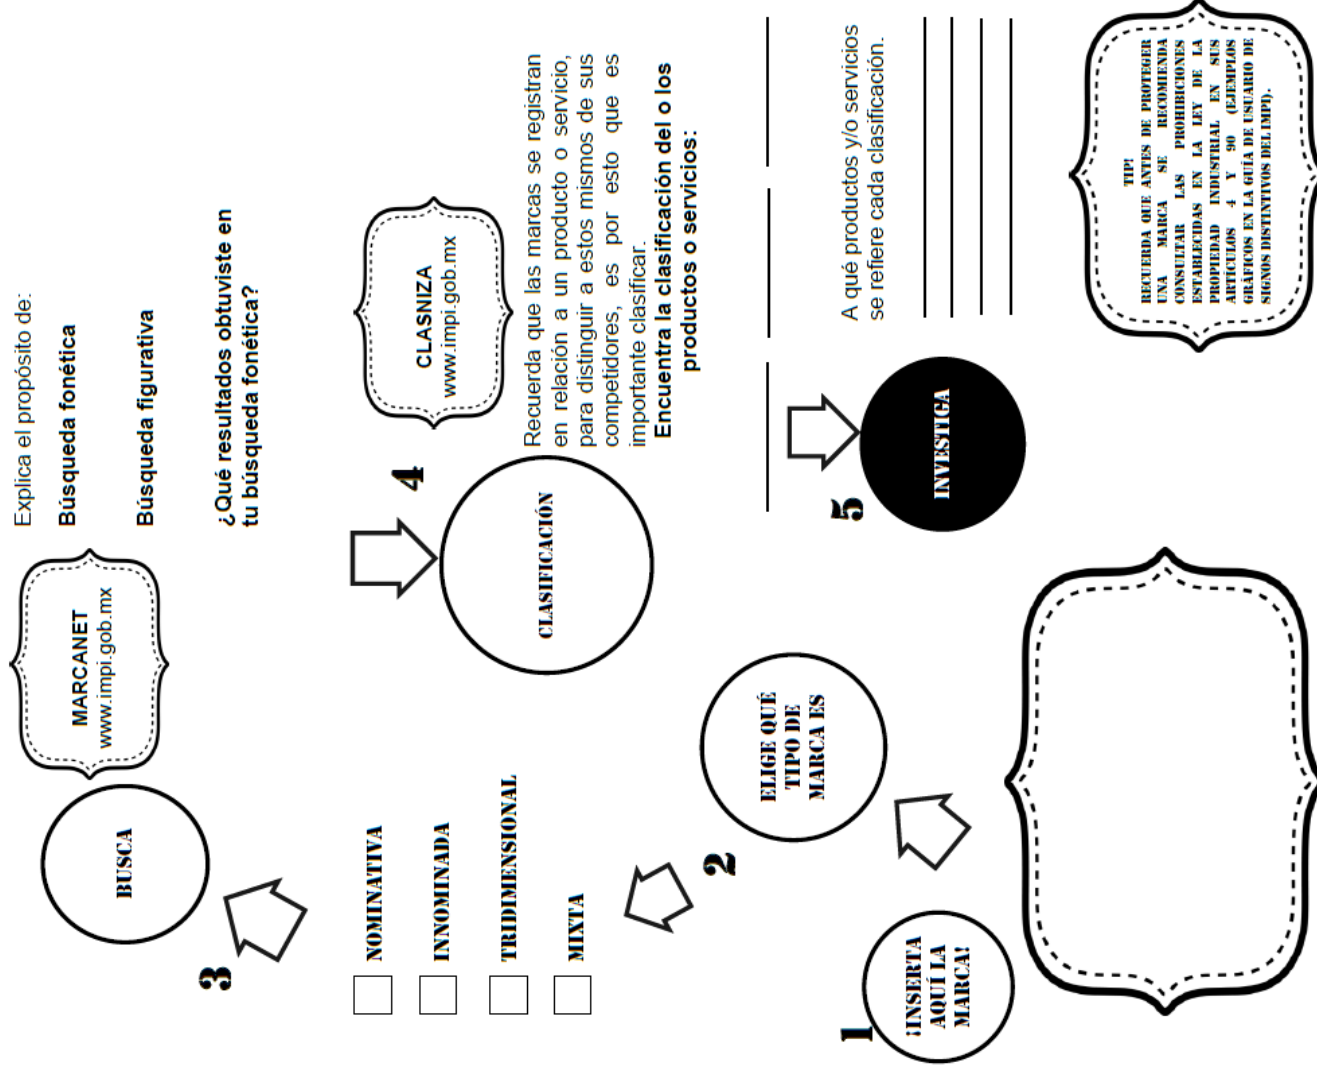 1
¡INSERTA
AQUÍ LA
MARCA!
2
ELIGE QUÉ
TIPO DE
MARCA ES
NOMINATIVA
INNOMINADA
TRIDIMENSIONAL
MIXTA
3
BUSCA
MARCANET
www.impi.gob.mx
Explica el propósito de:
Búsqueda fonética
Búsqueda figurativa
¿Qué resultados obtuviste en
tu búsqueda fonética?
4
CLASIFICACIÓN
CLASNIZA
www.impi.gob.mx
Recuerda que las marcas se registran
en relación a un producto o servicio,
para distinguir a estos mismos de sus
competidores, es por esto que es
importante clasificar.
Encuentra la clasificación del o los
productos o servicios:
5
INVESTIGA
A qué productos y/o servicios
se refiere cada clasificación.
TIP!
RECUERDA QUE ANTES DE PROTEGER
UNA MARCA SE RECOMIENDA
CONSULTAR LAS PROHIBICIONES
ESTABLECIDAS EN LA LEY DE LA
PROPIEDAD INDUSTRIAL EN SUS
ARTÍCULOS 4 Y 90 (EJEMPLOS
GRÁFICOS EN LA GUÍA DE USUARIO DE
SIGNOS DISTINTIVOS DEL IMPI).